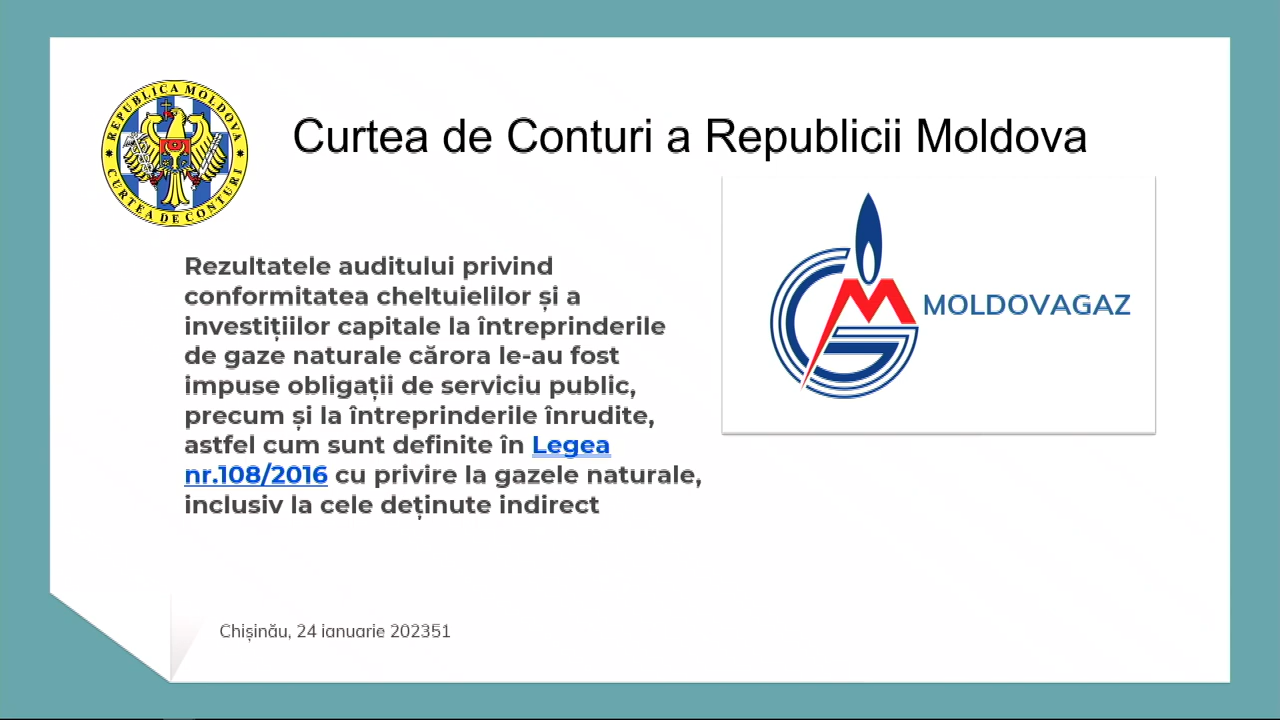 REPUBLICA MOLDOVA
CURTEA DE CONTURI
Curtea de Conturi a Republicii Moldova
MOLDOVAGAZ
Rezultatele auditului privind
conformitatea cheltuielilor și a
investițiilor capitale la întreprinderile
de gaze naturale cărora le-au fost
impuse obligații de serviciu public,
precum și la întreprinderile înrudite,
astfel cum sunt definite în Legea
nr.108/2016 cu privire la gazele naturale,
inclusiv la cele deținute indirect
Chișinău, 24 ianuarie 202351